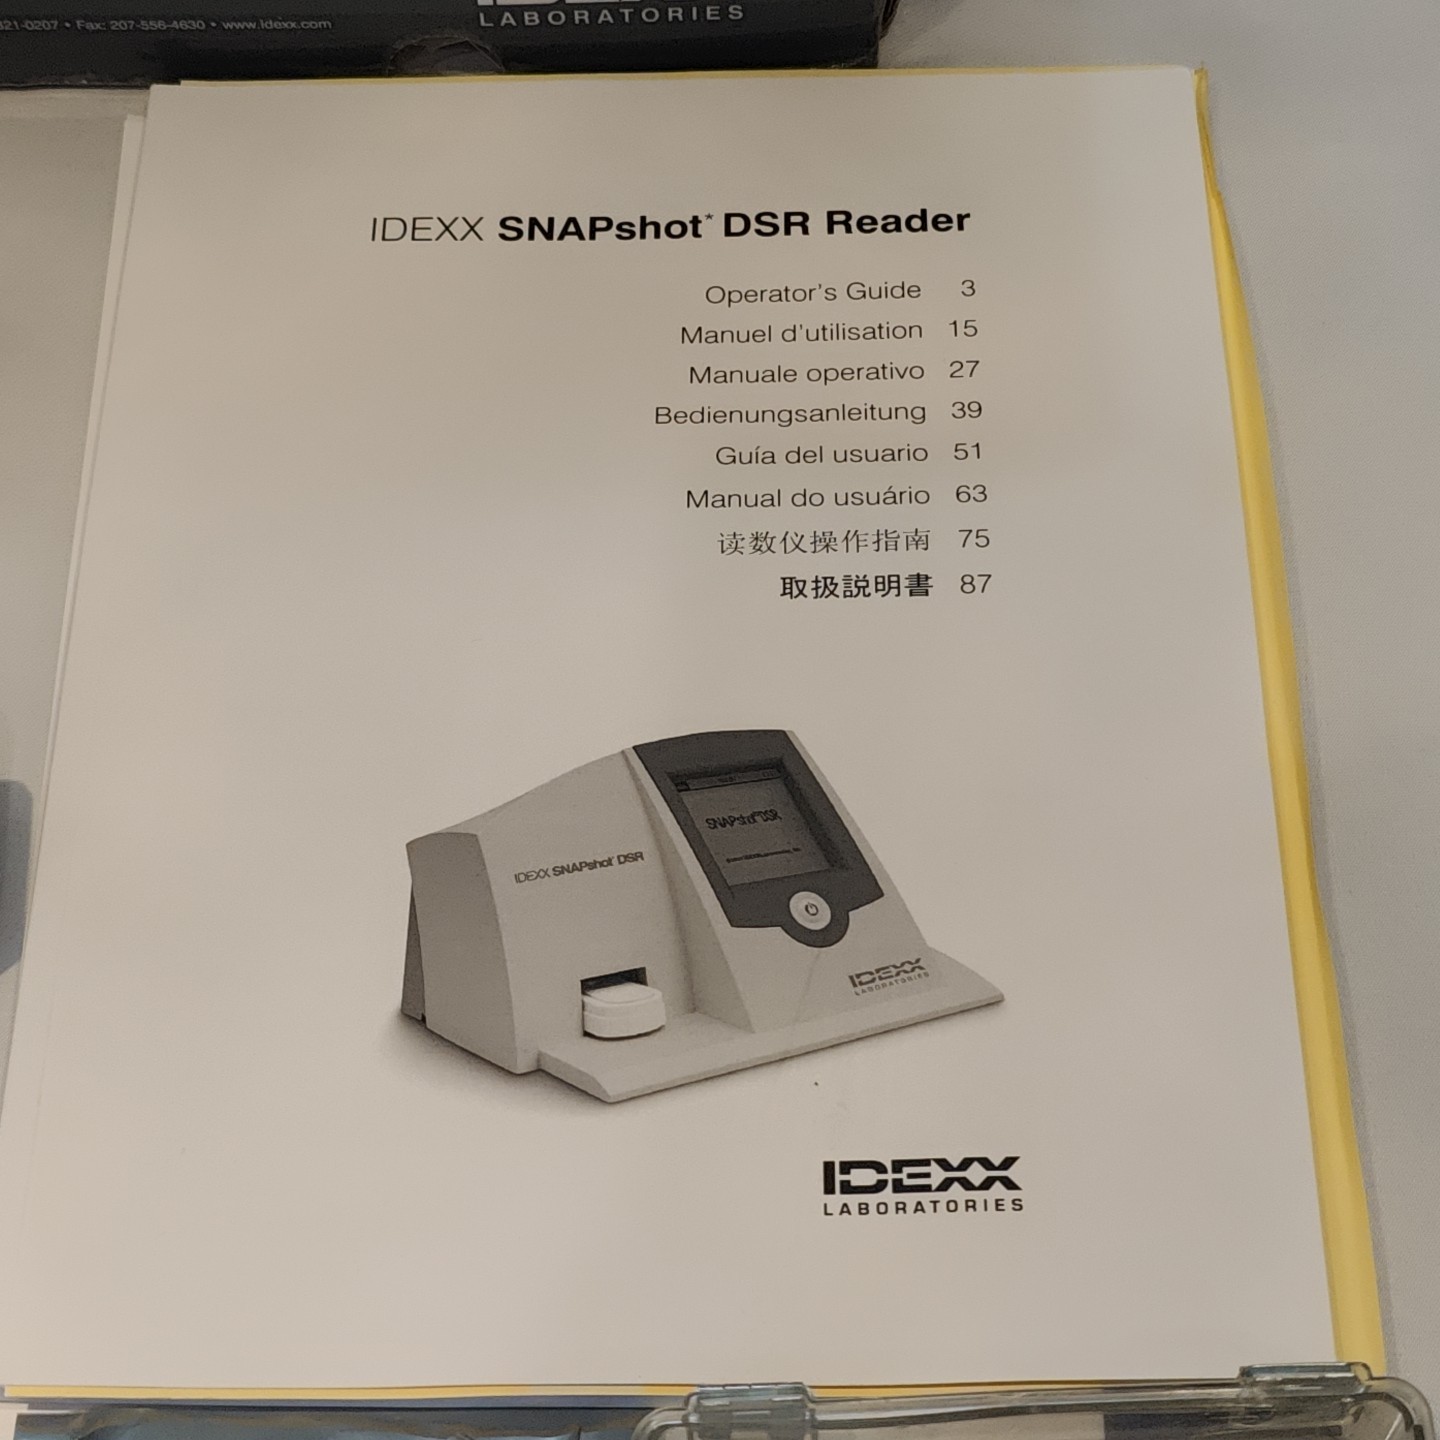 321-0207 • Fax: 207-556-4630 • www.idexx.com
LABORATORIES
IDEXX SNAPshot* DSR Reader
Operator's Guide 3
Manuel d'utilisation 15
Manuale operativo 27
Bedienungsanleitung 39
Guía del usuario 51
Manual do usuário 63
读数仪操作指南 75
取扱説明書 87
SNAPshot DSR
IDEXX SNAPshot DSR
IDEXX
LABORATORIES
IDEXX
LABORATORIES